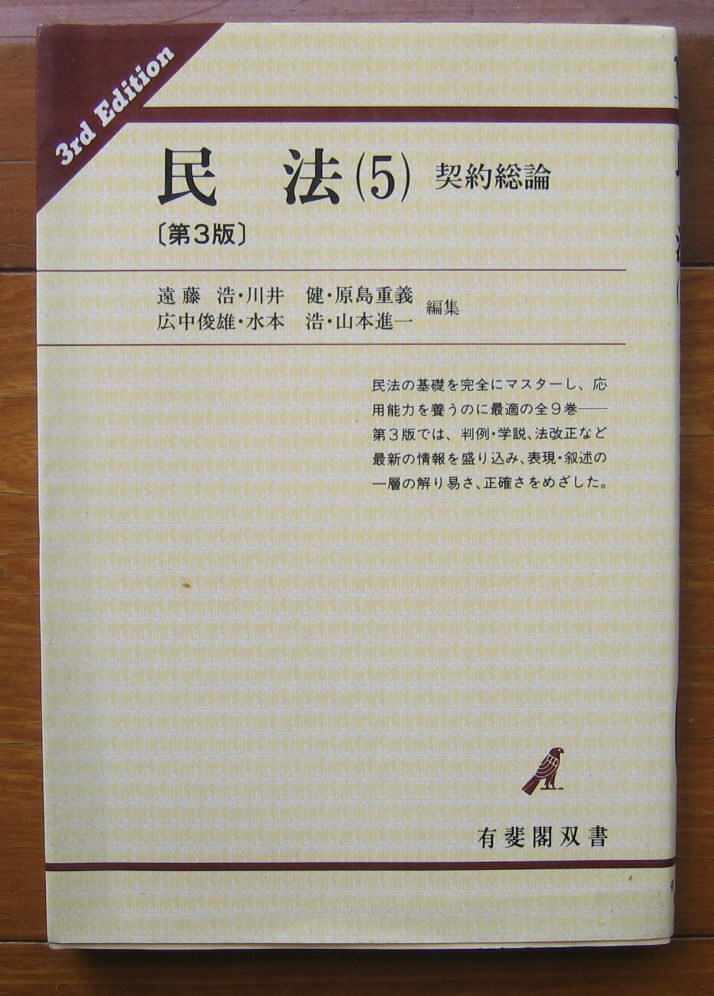 3rd Edition
民 法(5) 契約総論
〔第3版〕
遠藤 浩・川井 健・原島重義
広中俊雄・水本 浩・山本進一
編集
民法の基礎を完全にマスターし、応
用能力を養うのに最適の全9巻──
第3版では、判例・学説、法改正など
最新の情報を盛り込み、表現・叙述の
一層の解り易さ、正確さをめざした。
有斐閣双書